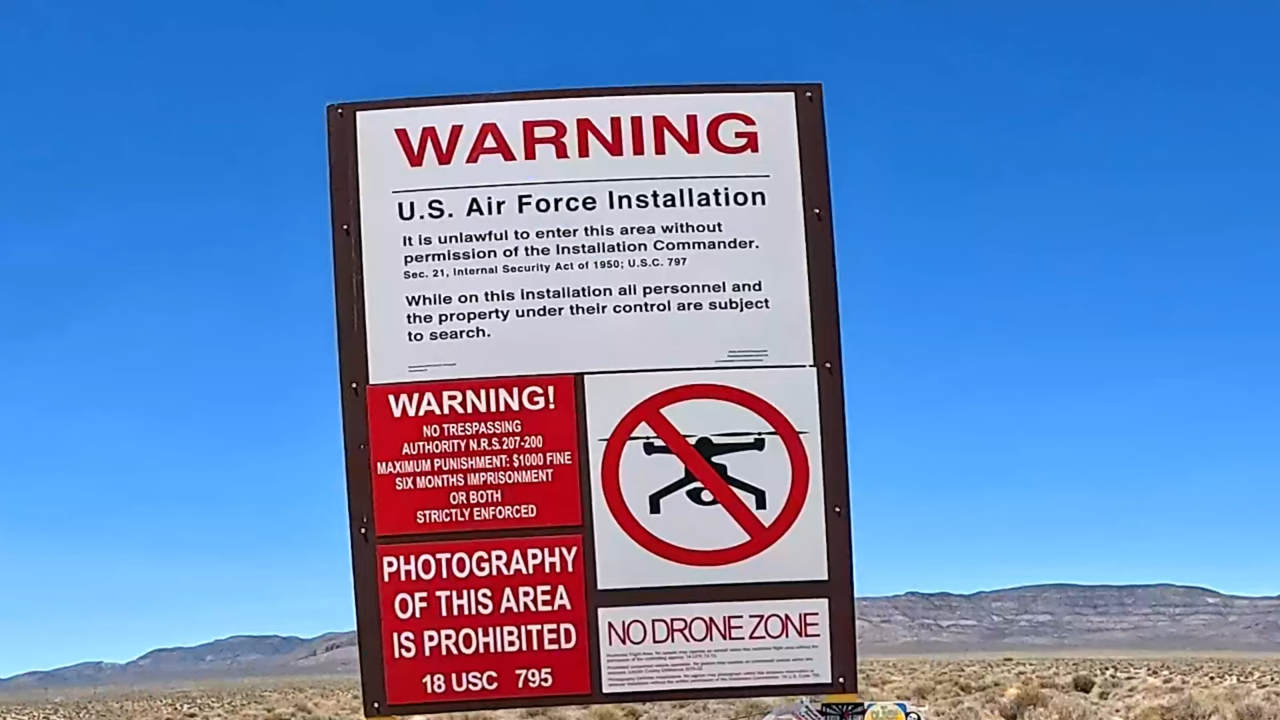 WARNING
U.S. Air Force Installation
It is unlawful to enter this area without
permission of the Installation Commander.
Sec. 21, Internal Security Act of 1950; U.S.C. 797
While on this installation all personnel and
the property under their control are subject
to search.
WARNING!
NO TRESPASSING
AUTHORITY N.R.S. 207-200
MAXIMUM PUNISHMENT: $1000 FINE
SIX MONTHS IMPRISONMENT
OR BOTH
STRICTLY ENFORCED
PHOTOGRAPHY
OF THIS AREA
IS PROHIBITED
18 USC 795
NO DRONE ZONE